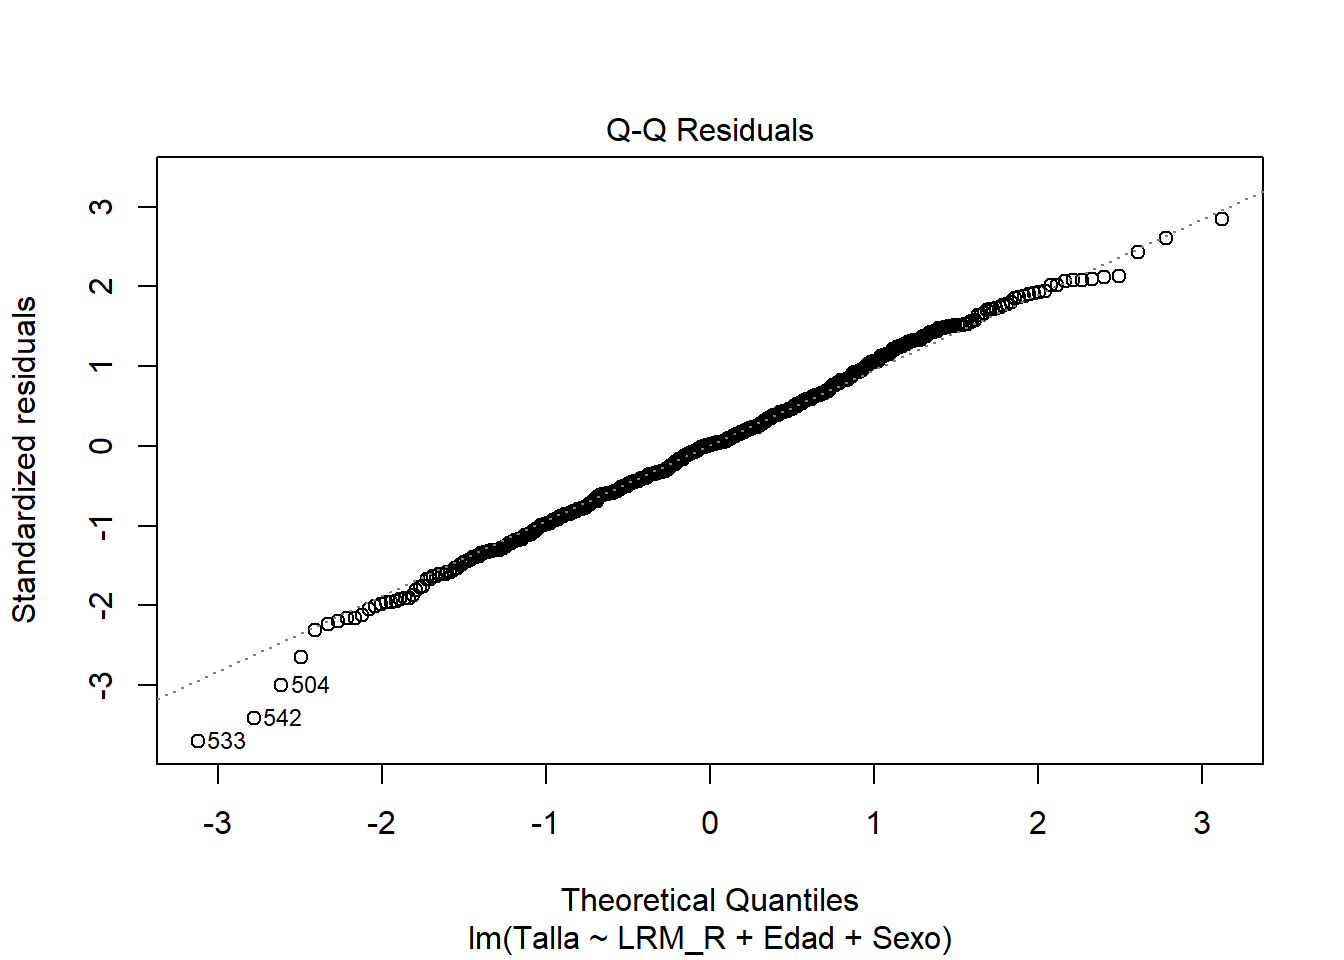 Q-Q Residuals
Standardized residuals
3
2
1
0
-1
-2
-3
504
542
533
-3 -2 -1 0 1 2 3
Theoretical Quantiles
lm(Talla ~ LRM_R + Edad + Sexo)